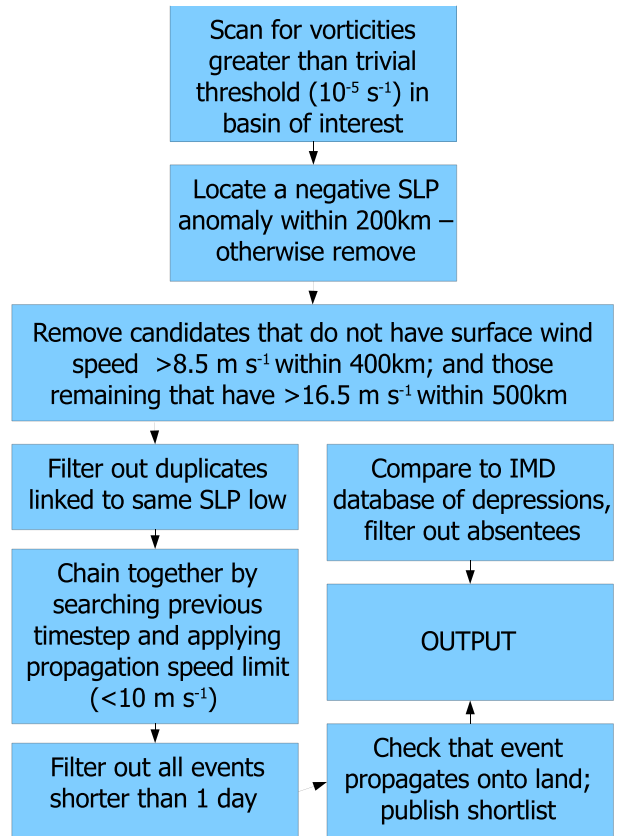 Scan for vorticities
greater than trivial
threshold (10⁻⁵ s⁻¹) in
basin of interest
Locate a negative SLP
anomaly within 200km –
otherwise remove
Remove candidates that do not have surface wind
speed >8.5 m s⁻¹ within 400km; and those
remaining that have >16.5 m s⁻¹ within 500km
Filter out duplicates
linked to same SLP low
Chain together by
searching previous
timestep and applying
propagation speed limit
(<10 m s⁻¹)
Filter out all events
shorter than 1 day
Compare to IMD
database of depressions,
filter out absentees
OUTPUT
Check that event
propagates onto land;
publish shortlist